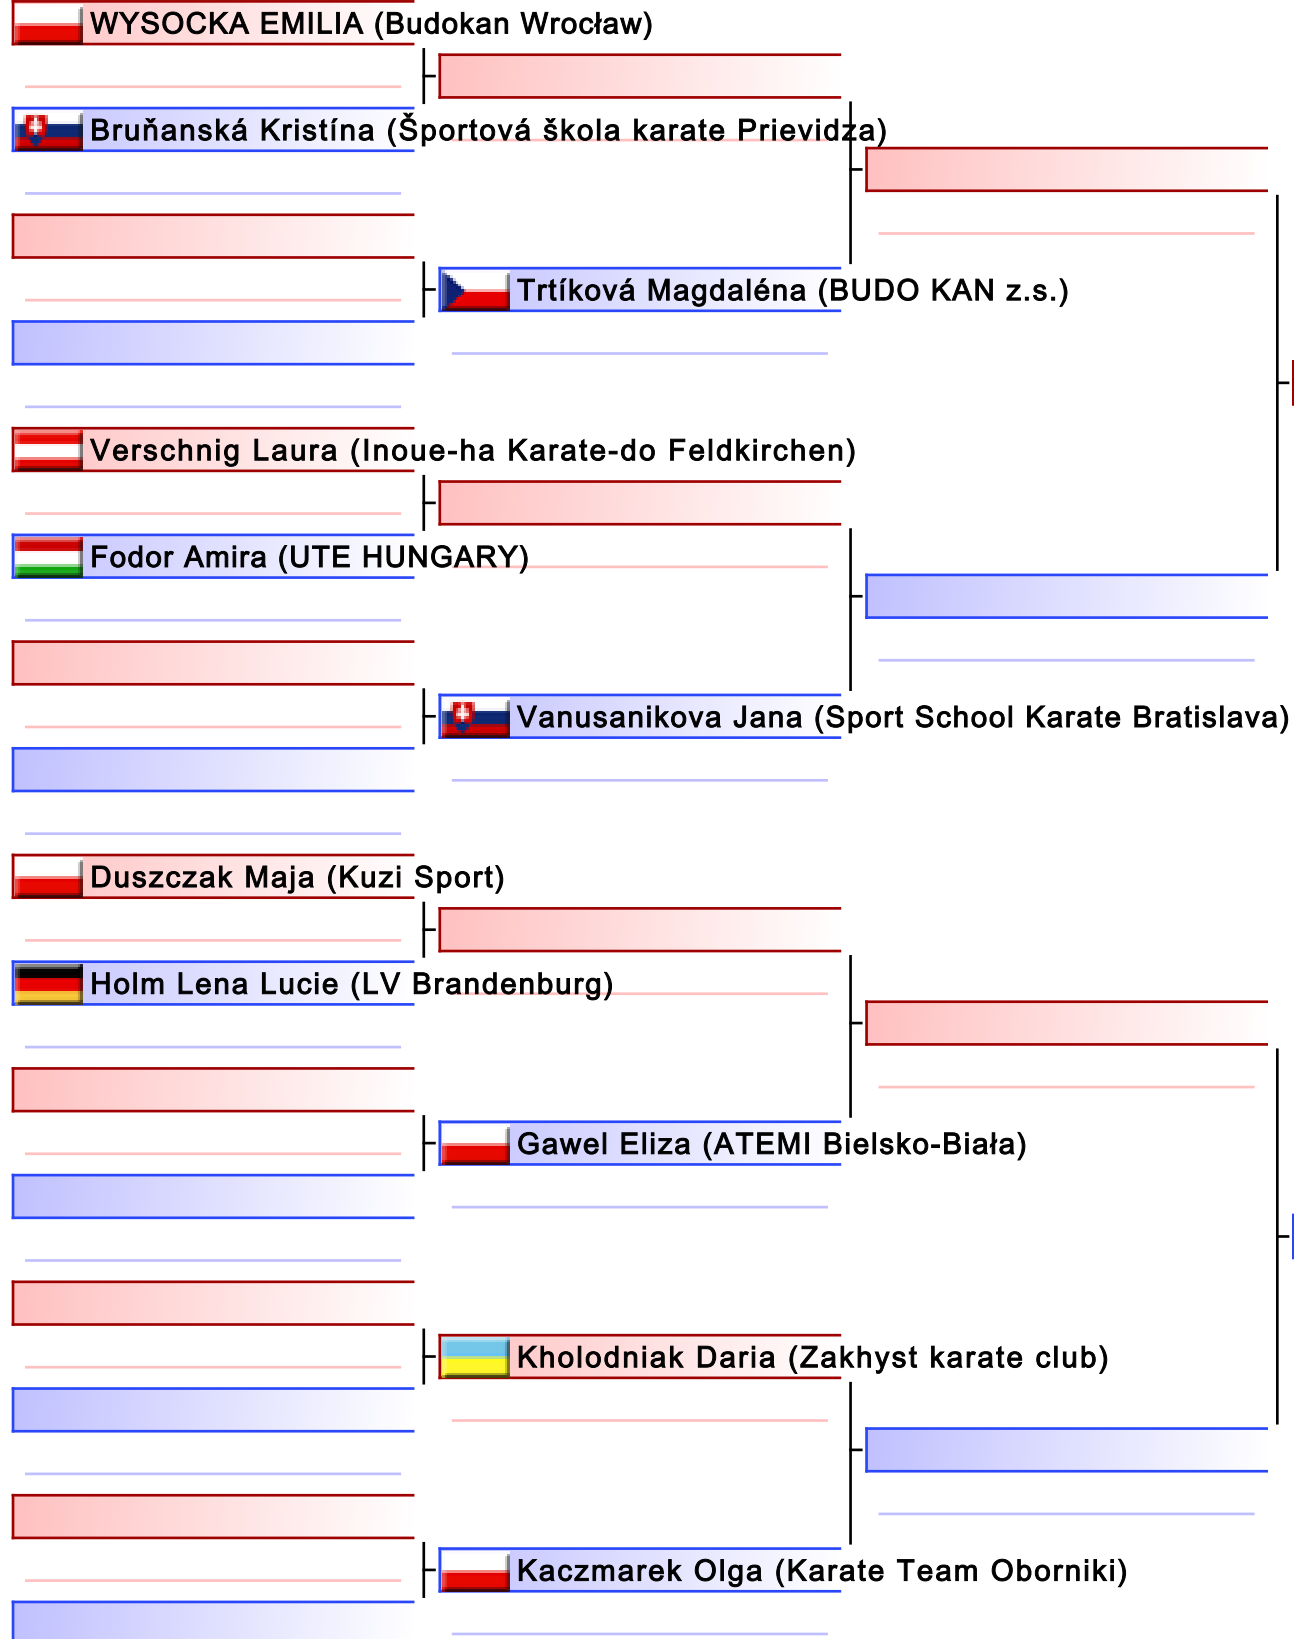 WYSOCKA EMILIA (Budokan Wrocław)
Bruňanská Kristína (Športová škola karate Prievidza)
Trtíková Magdaléna (BUDO KAN z.s.)
Verschnig Laura (Inoue-ha Karate-do Feldkirchen)
Fodor Amira (UTE HUNGARY)
Vanusanikova Jana (Sport School Karate Bratislava)
Duszczak Maja (Kuzi Sport)
Holm Lena Lucie (LV Brandenburg)
Gawel Eliza (ATEMI Bielsko-Biała)
Kholodniak Daria (Zakhyst karate club)
Kaczmarek Olga (Karate Team Oborniki)